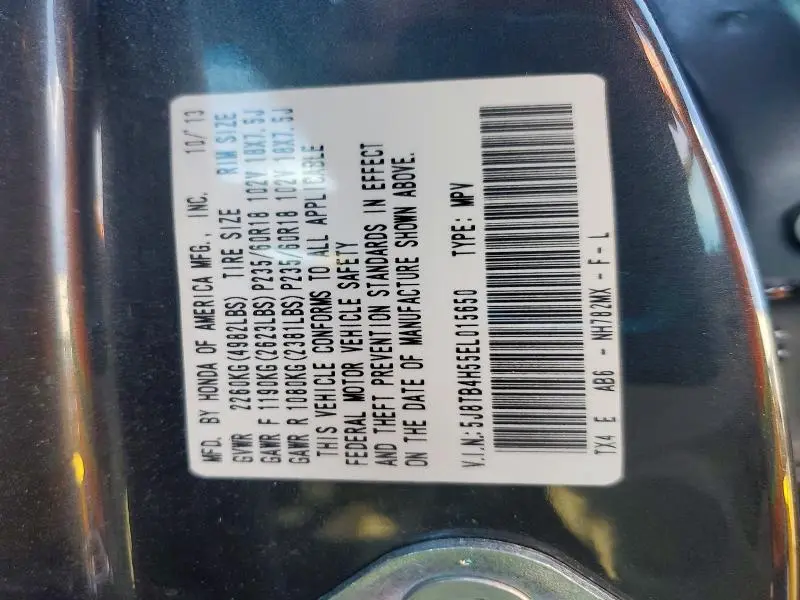 MFD. BY HONDA OF AMERICA MFG., INC. 10/'13
GVWR 2260KG(4982LBS) TIRE SIZE RIM SIZE
GAWR F 1190KG(2623LBS) P235/60R18 102V 18X7.5J
GAWR R 1080KG(2381LBS) P235/60R18 102V 18X7.5J
THIS VEHICLE CONFORMS TO ALL APPLICABLE
FEDERAL MOTOR VEHICLE SAFETY
AND THEFT PREVENTION STANDARDS IN EFFECT
ON THE DATE OF MANUFACTURE SHOWN ABOVE.
V.I.N:5J8TB4H55EL015650 TYPE: MPV
TX4 E AB6 - NH782MX - F - L